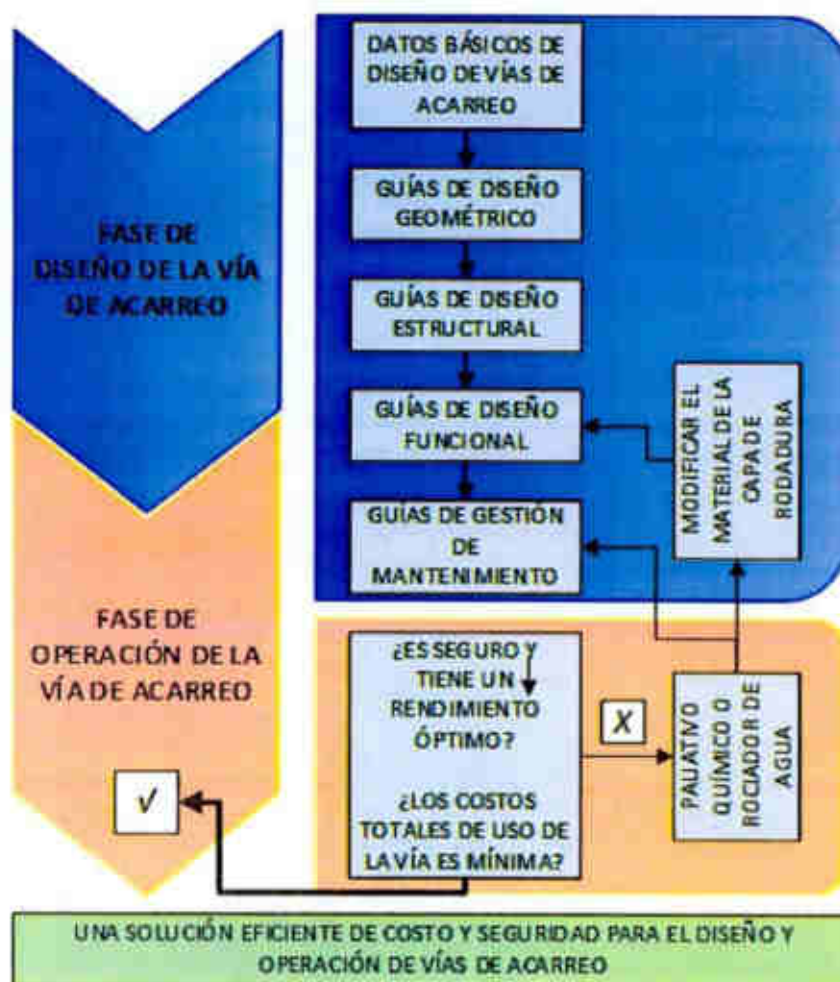 DATOS BÁSICOS DE
DISEÑO DE VÍAS DE
ACARREO
GUÍAS DE DISEÑO
GEOMÉTRICO
GUÍAS DE DISEÑO
ESTRUCTURAL
GUÍAS DE DISEÑO
FUNCIONAL
GUÍAS DE GESTIÓN
DE
MANTENIMIENTO
MODIFICAR EL
MATERIAL DE LA
CAPA DE
RODADURA
FASE DE
DISEÑO DE LA VÍA
DE ACARREO
FASE DE
OPERACIÓN DE LA
VÍA DE ACARREO
√
¿ES SEGURO Y
TIENE UN
RENDIMIENTO
ÓPTIMO?
¿LOS COSTOS
TOTALES DE USO DE
LA VÍA ES MÍNIMA?
X
PALIATIVO
QUÍMICO O
ROCIADOR DE
AGUA
UNA SOLUCIÓN EFICIENTE DE COSTO Y SEGURIDAD PARA EL DISEÑO Y
OPERACIÓN DE VÍAS DE ACARREO